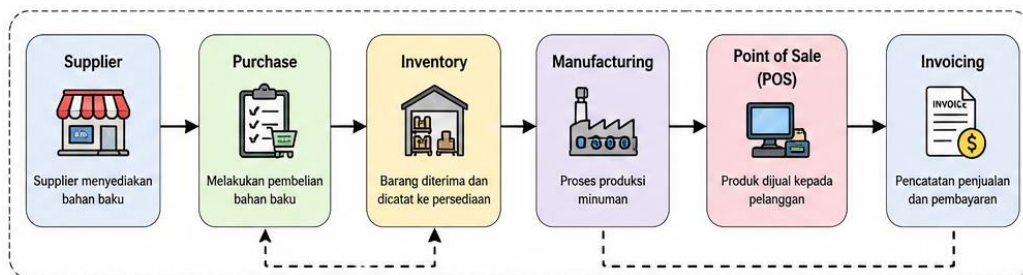 Supplier
Supplier menyediakan
bahan baku
Purchase
Melakukan pembelian
bahan baku
Inventory
Barang diterima dan
dicatat ke persediaan
Manufacturing
Proses produksi
minuman
Point of Sale
(POS)
Produk dijual kepada
pelanggan
Invoicing
INVOICE
$
Pencatatan penjualan
dan pembayaran